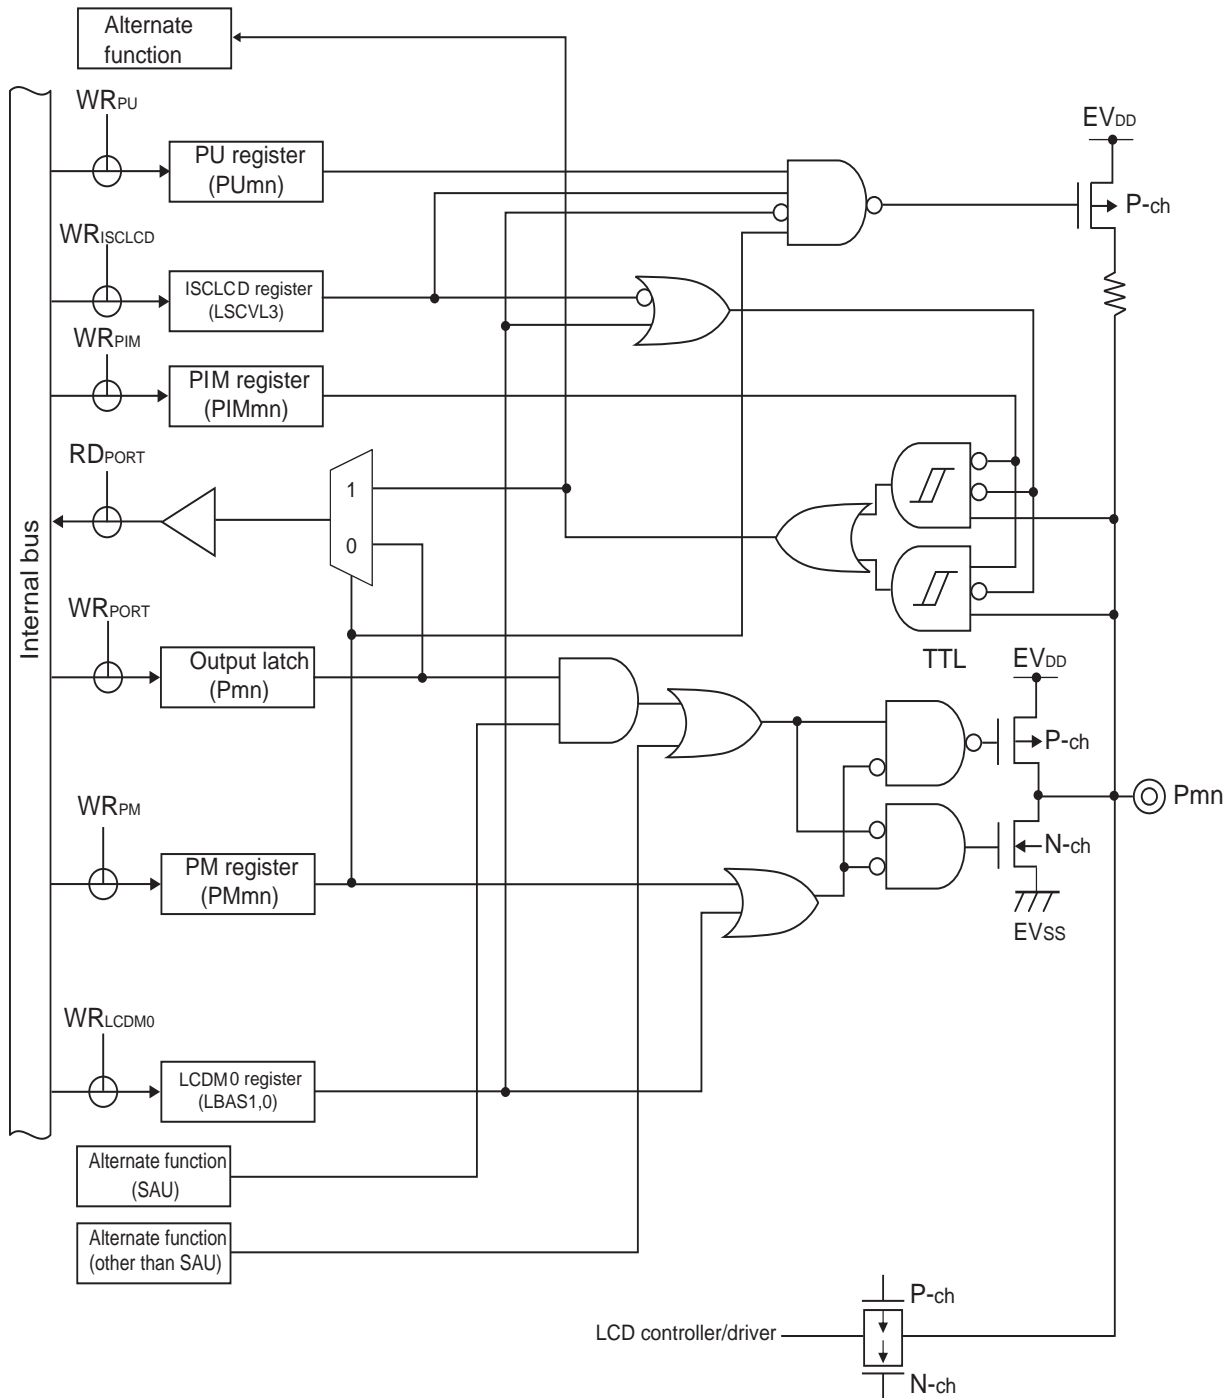 Alternate
function
WRPU
EVDD
PU register
(PUmn)
P-ch
WRISCLCD
ISCLCD register
(LSCVL3)
WRPIM
PIM register
(PIMmn)
RDPORT
1
0
Internal bus
WRPORT
TTL
Output latch
(Pmn)
EVDD
P-ch
Pmn
WRPM
N-ch
PM register
(PMmn)
EVSS
WRLCDM0
LCDM0 register
(LBAS1,0)
Alternate function
(SAU)
Alternate function
(other than SAU)
P-ch
LCD controller/driver
N-ch